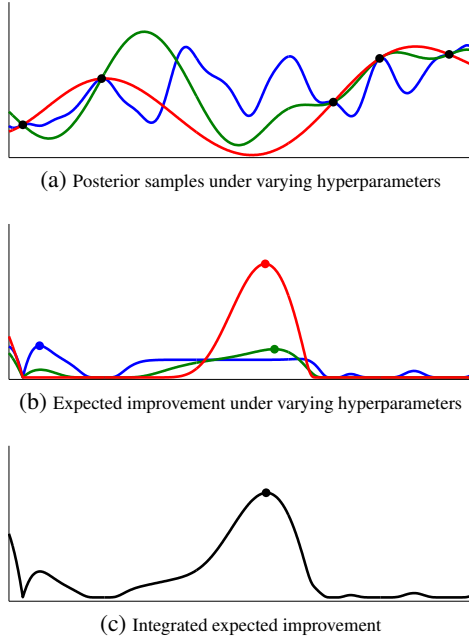 (a) Posterior samples under varying hyperparameters
(b) Expected improvement under varying hyperparameters
(c) Integrated expected improvement